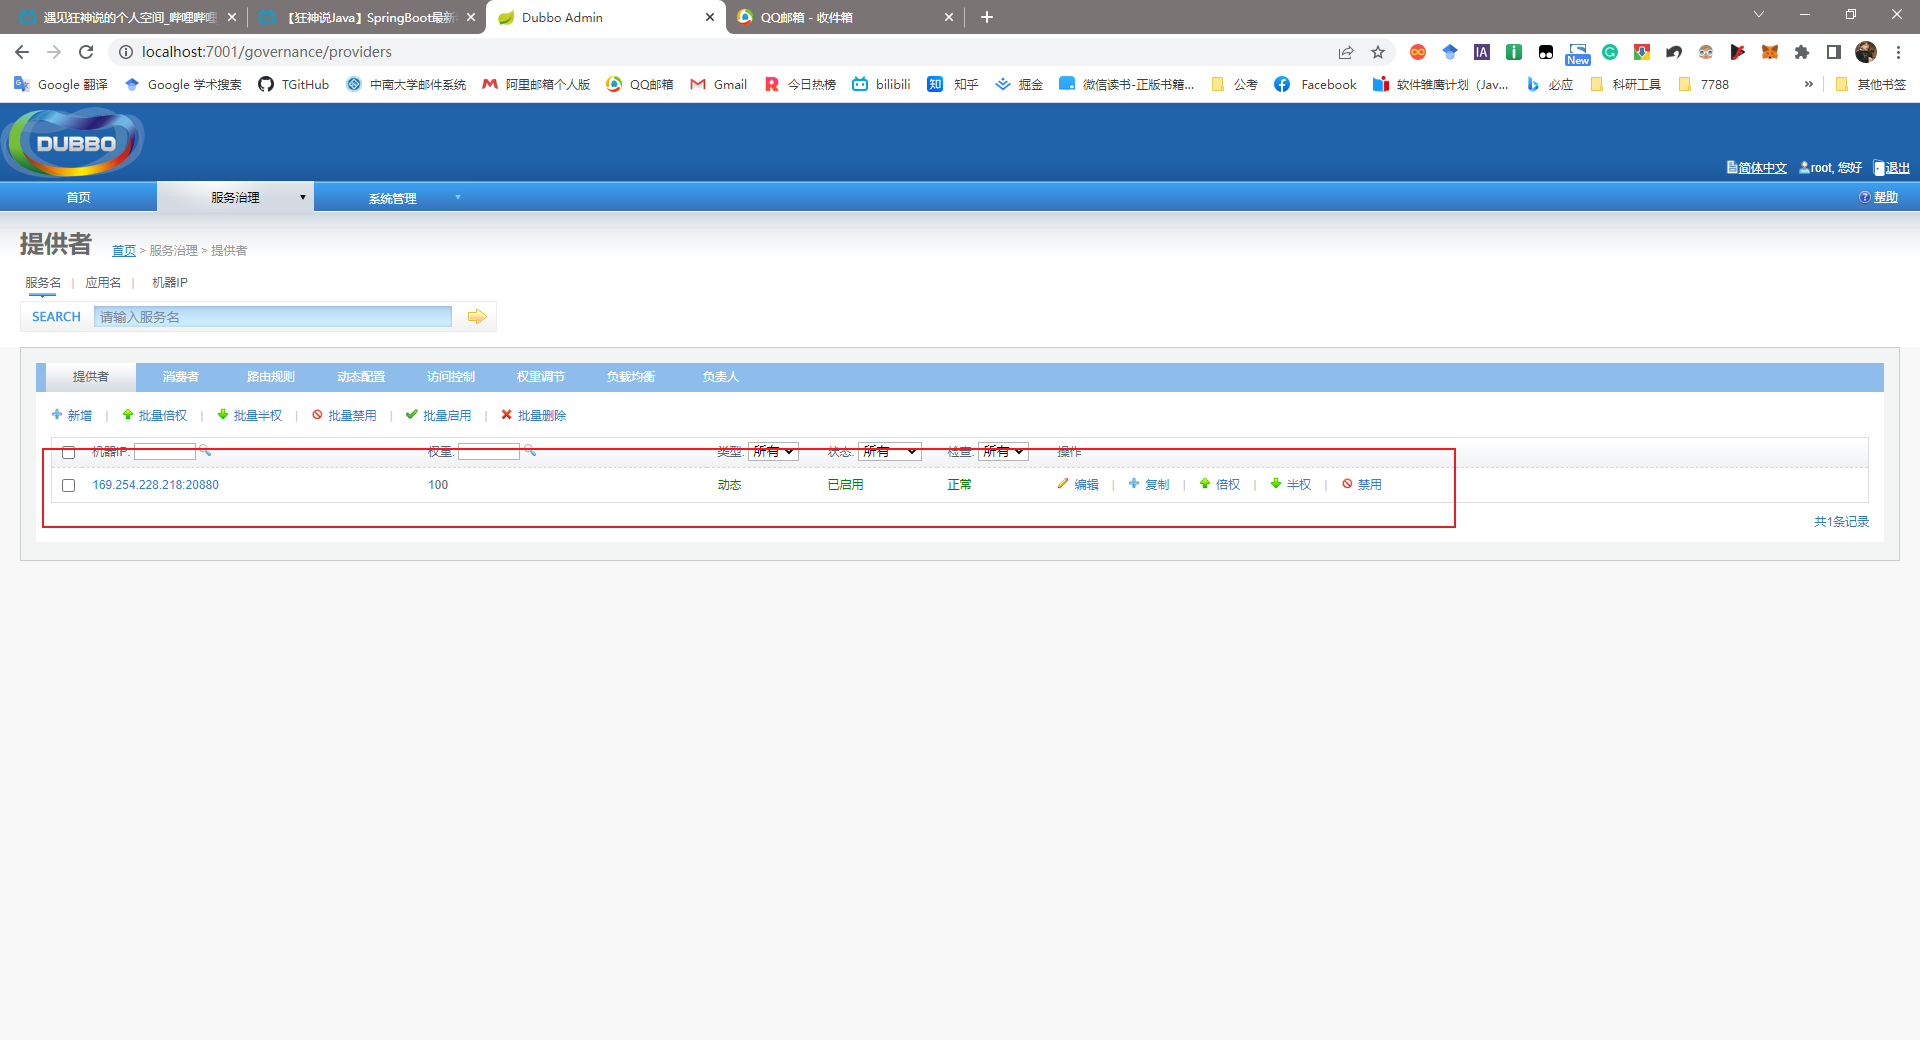 遇见狂神说的个人空间_哔哩哔哩
【狂神说Java】SpringBoot最新
Dubbo Admin
QQ邮箱 - 收件箱
localhost:7001/governance/providers
IA
New
Google 翻译
Google 学术搜索
TGitHub
中南大学邮件系统
阿里邮箱个人版
QQ邮箱
Gmail
今日热榜
bilibili
知 知乎
掘金
微信读书-正版书籍...
公考
Facebook
软件雏鹰计划（Jav...
必应
科研工具
7788
»
其他书签
DUBBO
简体中文 root, 您好 退出
首页 服务治理 系统管理 帮助
提供者 首页 > 服务治理 > 提供者
服务名 | 应用名 | 机器IP
SEARCH 请输入服务名
提供者 消费者 路由规则 动态配置 访问控制 权重调节 负载均衡 负责人
新增 | 批量倍权 | 批量半权 | 批量禁用 | 批量启用 | 批量删除
机器IP: 权重: 类型: 所有 状态: 所有 检查: 所有 操作
169.254.228.218:20880 100 动态 已启用 正常 编辑 | 复制 | 倍权 | 半权 | 禁用
共1条记录